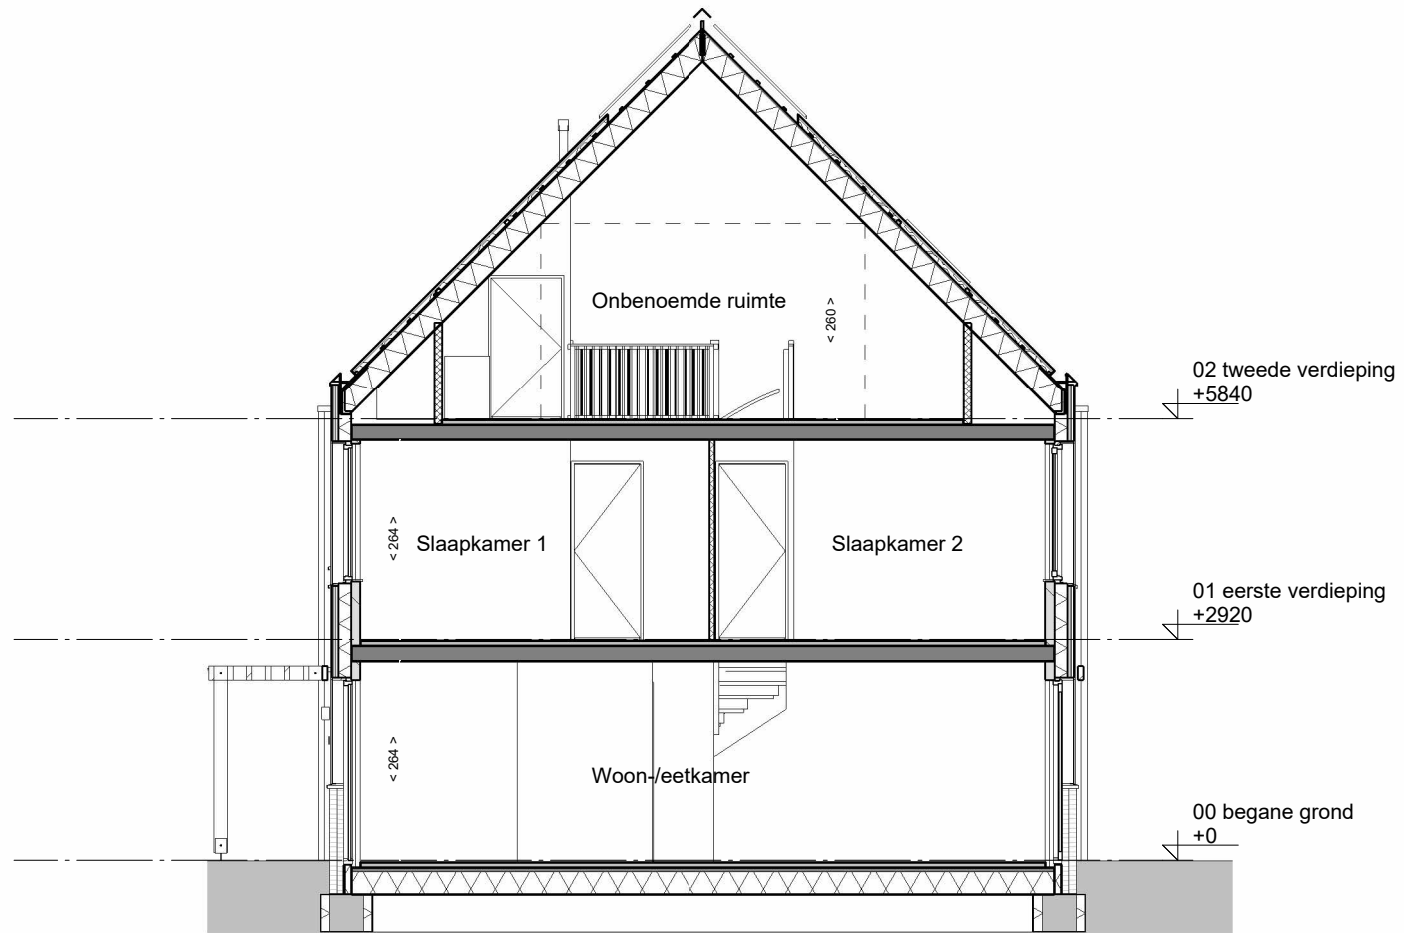 Onbenoemde ruimte
< 260 >
02 tweede verdieping
+5840
< 264 >
Slaapkamer 1
Slaapkamer 2
01 eerste verdieping
+2920
< 264 >
Woon-/eetkamer
00 begane grond
+0